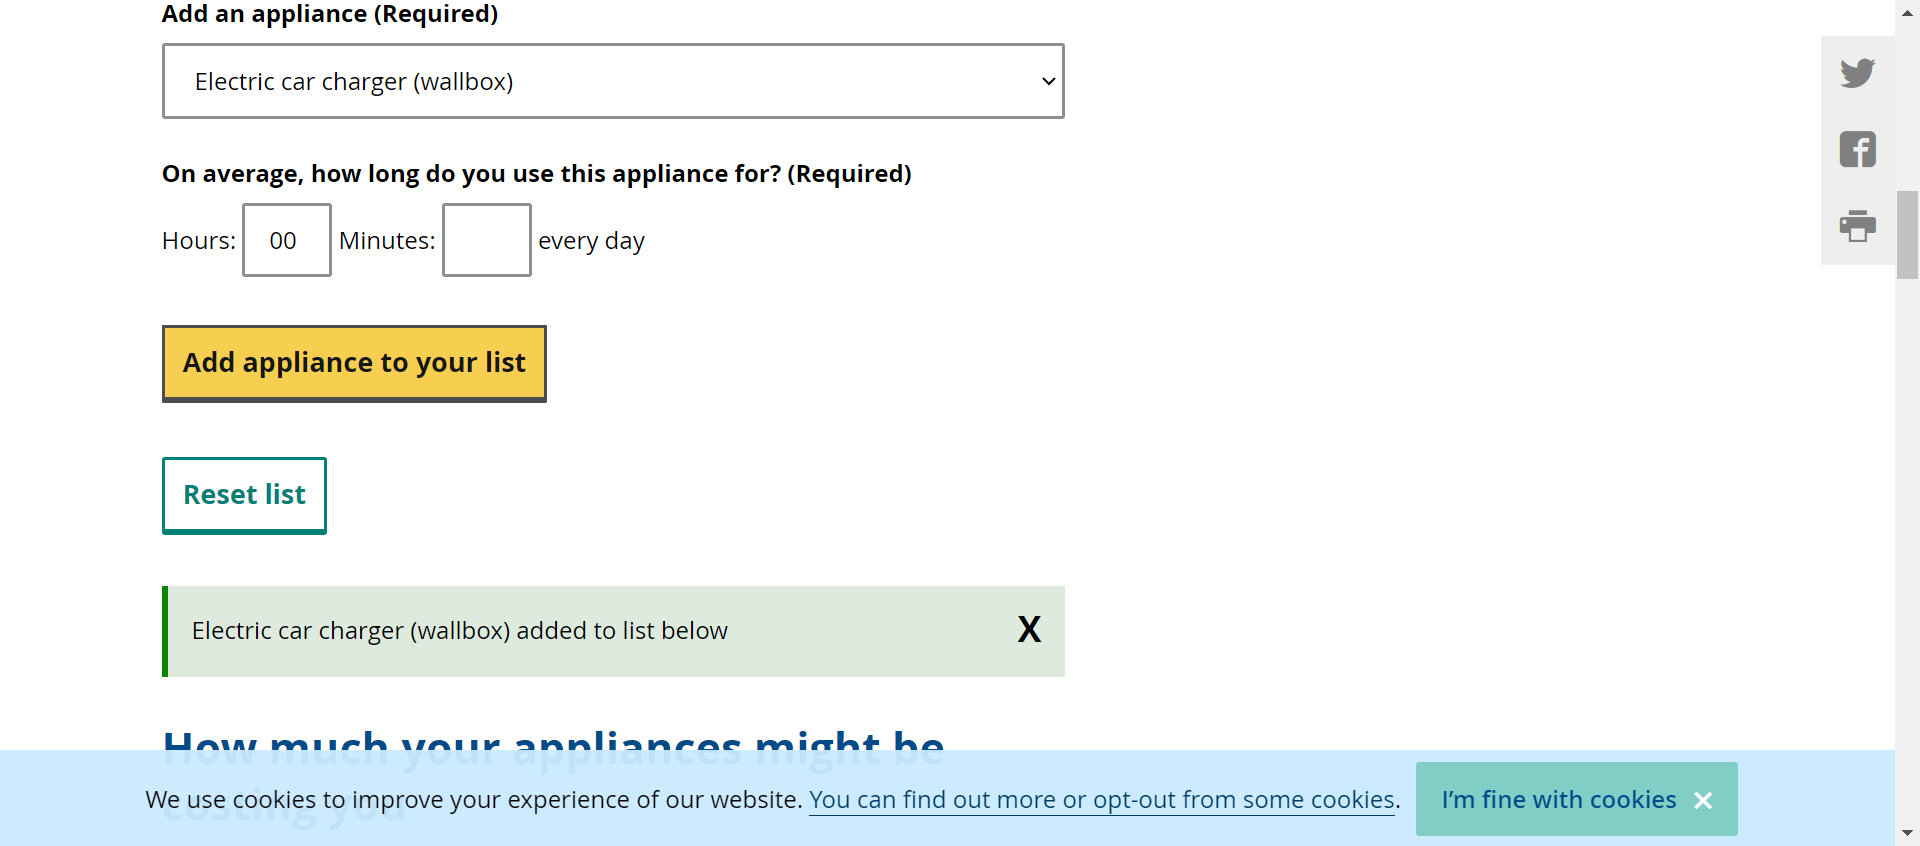 Add an appliance (Required)
Electric car charger (wallbox)
On average, how long do you use this appliance for? (Required)
Hours: 00 Minutes: every day
Add appliance to your list
Reset list
Electric car charger (wallbox) added to list below X
How much your appliances might be
costing you
We use cookies to improve your experience of our website. You can find out more or opt-out from some cookies. I’m fine with cookies ×